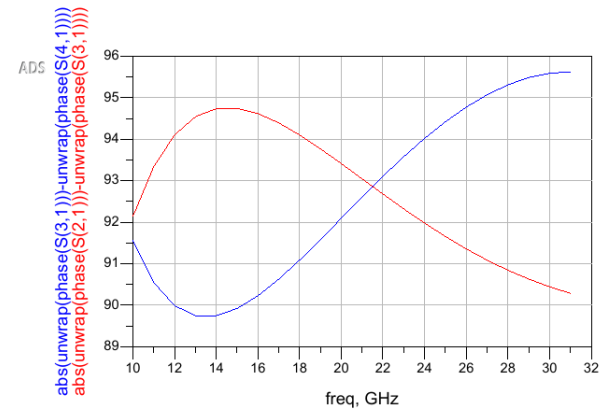 ADS
abs(unwrap(phase(S(3,1)))-unwrap(phase(S(4,1))))
abs(unwrap(phase(S(2,1)))-unwrap(phase(S(3,1))))
96
95
94
93
92
91
90
89
10 12 14 16 18 20 22 24 26 28 30 32
freq, GHz